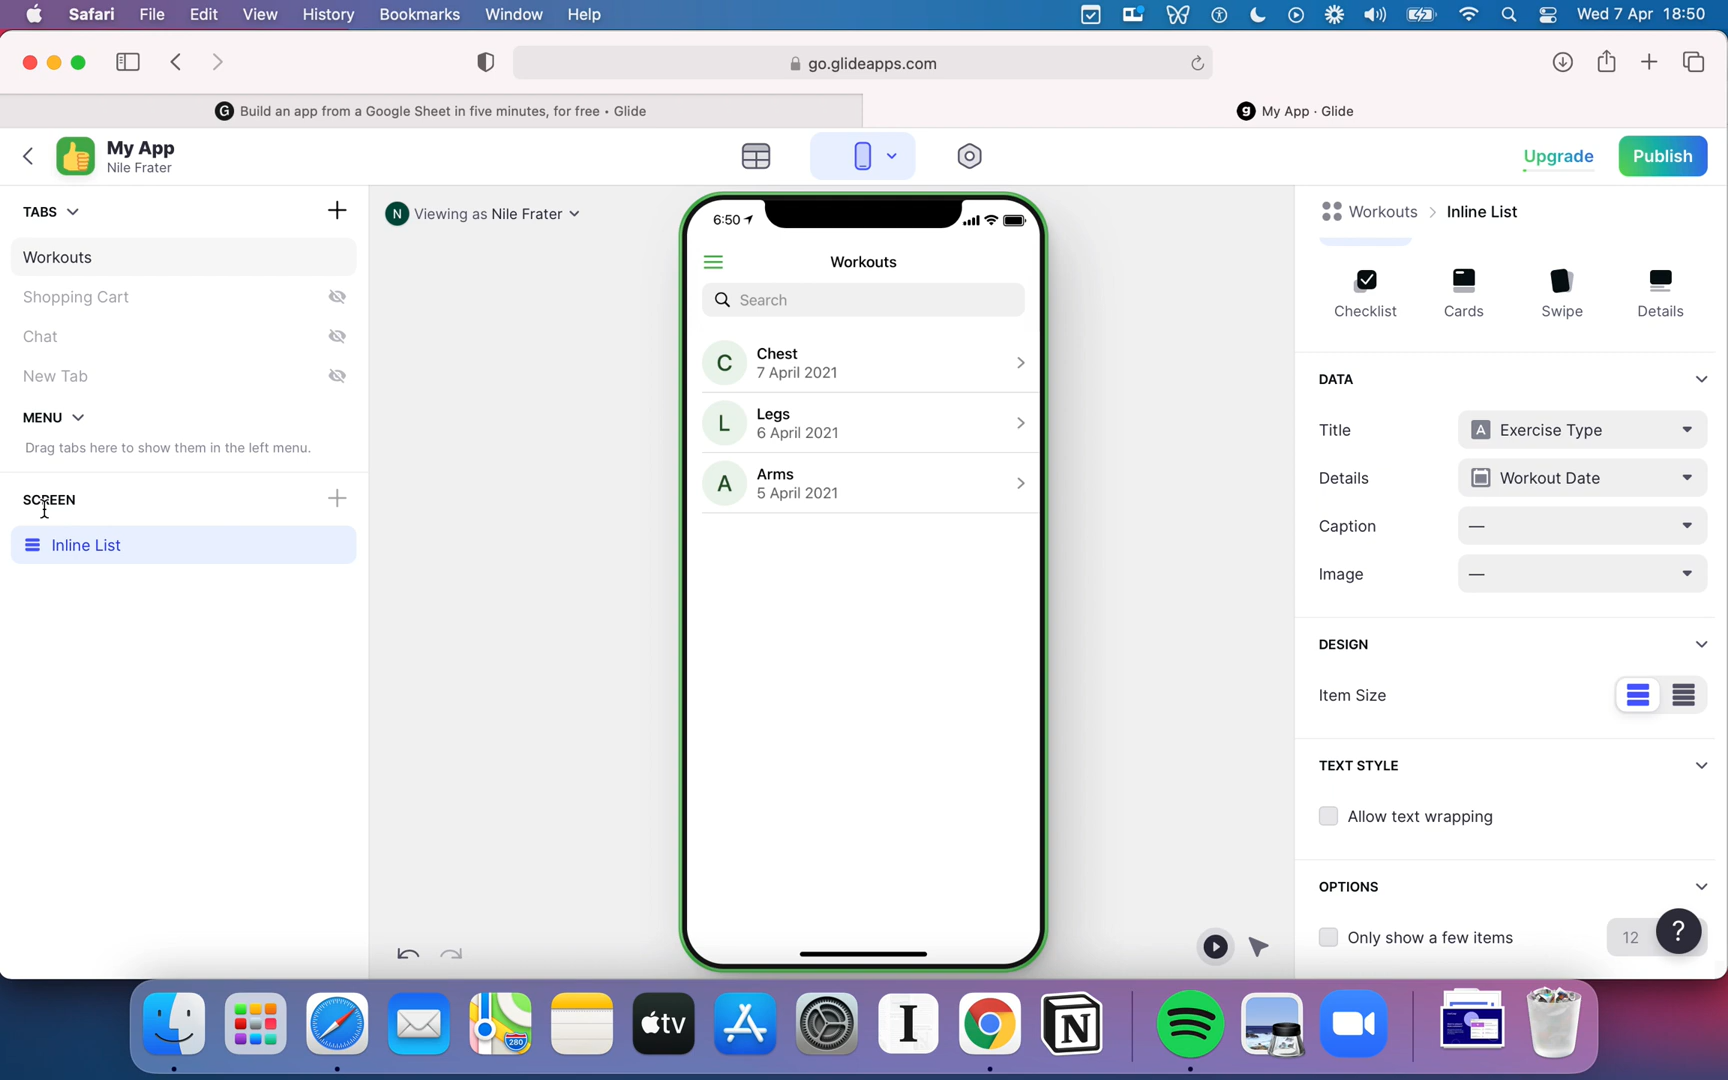 Safari File Edit View History Bookmarks Window Help Wed 7 Apr 18:50
go.glideapps.com
G Build an app from a Google Sheet in five minutes, for free • Glide
g My App · Glide
My App
Nile Frater
Upgrade
Publish
TABS
Workouts
Shopping Cart
Chat
New Tab
MENU
Drag tabs here to show them in the left menu.
SCREEN
Inline List
N Viewing as Nile Frater
6:50
Workouts
Search
C Chest
7 April 2021
L Legs
6 April 2021
A Arms
5 April 2021
Workouts > Inline List
Checklist Cards Swipe Details
DATA
Title A Exercise Type
Details Workout Date
Caption —
Image —
DESIGN
Item Size
TEXT STYLE
Allow text wrapping
OPTIONS
Only show a few items 12
?
280
tv
I
N